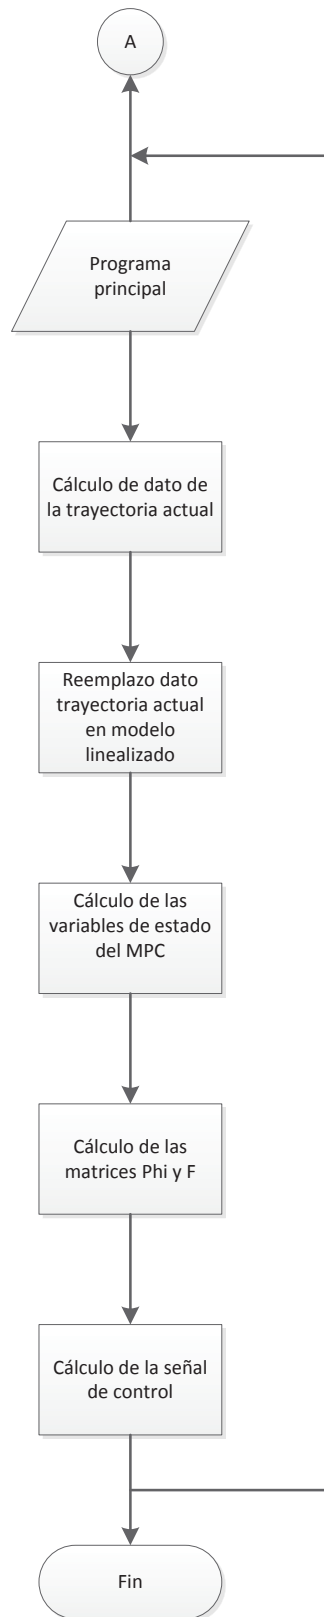 A
Programa
principal
Cálculo de dato de
la trayectoria actual
Reemplazo dato
trayectoria actual
en modelo
linealizado
Cálculo de las
variables de estado
del MPC
Cálculo de las
matrices Phi y F
Cálculo de la señal
de control
Fin